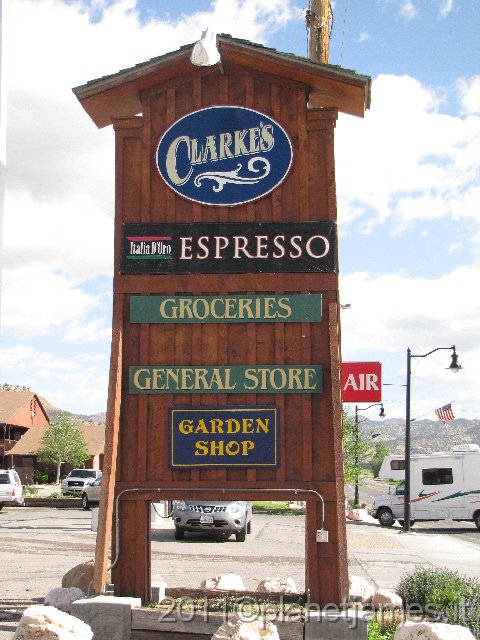 CLARKE'S
Italia D'Oro ESPRESSO
GROCERIES
GENERAL STORE
AIR
GARDEN
SHOP
2011©planetjames.it